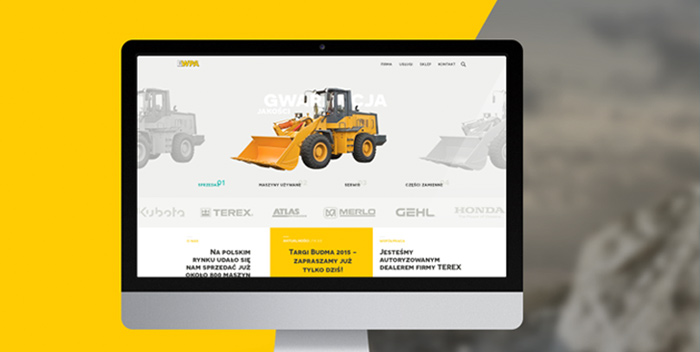 WPA
FIRMA USŁUGI SKLEP KONTAKT
GWARANCJA
JAKOŚCI
SPRZEDAŻ 01
MASZYNY UŻYWANE
SERWIS
CZĘŚCI ZAMIENNE
Kubota TEREX ATLAS MERLO GEHL HONDA
NA POLSKIM
RYNKU UDAŁO SIĘ
NAM SPRZEDAĆ JUŻ
OKOŁO 800 MASZYN
TARGI BUDMA 2015 –
ZAPRASZAMY JUŻ
TYLKO DZIŚ!
JESTEŚMY
AUTORYZOWANYM
DEALEREM FIRMY TEREX